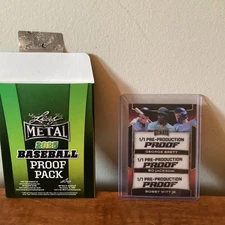 Leaf
METAL
2025
BASEBALL
PROOF
PACK
1/1 PRE-PRODUCTION
PROOF
GEORGE BRETT
1/1 PRE-PRODUCTION
PROOF
BO JACKSON
1/1 PRE-PRODUCTION
PROOF
BOBBY WITT JR.